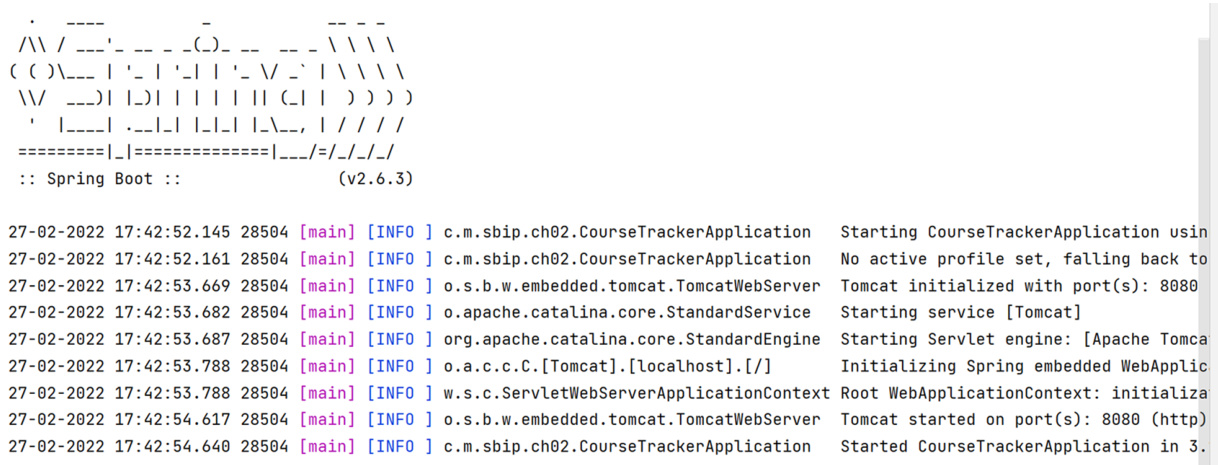 .   ____          _            __ _ _
 /\\ / ___'_ __ _ _(_)_ __  __ _ \ \ \ \
( ( )\___ | '_ | '_| | '_ \/ _` | \ \ \ \
 \\/  ___)| |_)| | | | | || (_| |  ) ) ) )
  '  |____| .__|_| |_|_| |_\__, | / / / /
 =========|_|==============|___/=/_/_/_/
 :: Spring Boot ::                (v2.6.3)
27-02-2022 17:42:52.145 28504 [main] [INFO ] c.m.sbip.ch02.CourseTrackerApplication   Starting CourseTrackerApplication usin
27-02-2022 17:42:52.161 28504 [main] [INFO ] c.m.sbip.ch02.CourseTrackerApplication   No active profile set, falling back to
27-02-2022 17:42:53.669 28504 [main] [INFO ] o.s.b.w.embedded.tomcat.TomcatWebServer  Tomcat initialized with port(s): 8080
27-02-2022 17:42:53.682 28504 [main] [INFO ] o.apache.catalina.core.StandardService   Starting service [Tomcat]
27-02-2022 17:42:53.687 28504 [main] [INFO ] org.apache.catalina.core.StandardEngine  Starting Servlet engine: [Apache Tomca
27-02-2022 17:42:53.788 28504 [main] [INFO ] o.a.c.c.C.[Tomcat].[localhost].[/]       Initializing Spring embedded WebApplic
27-02-2022 17:42:53.788 28504 [main] [INFO ] w.s.c.ServletWebServerApplicationContext Root WebApplicationContext: initializa
27-02-2022 17:42:54.617 28504 [main] [INFO ] o.s.b.w.embedded.tomcat.TomcatWebServer  Tomcat started on port(s): 8080 (http)
27-02-2022 17:42:54.640 28504 [main] [INFO ] c.m.sbip.ch02.CourseTrackerApplication   Started CourseTrackerApplication in 3.